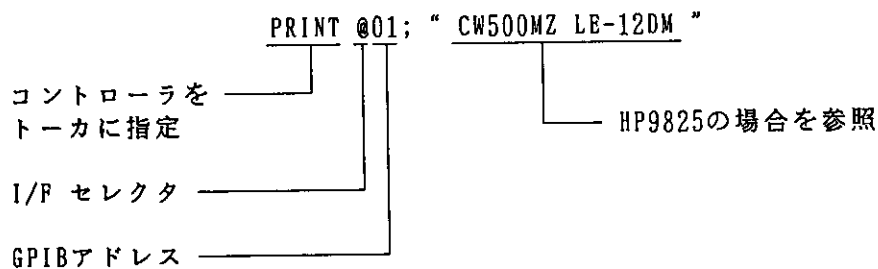 PRINT @01; “ CW500MZ LE-12DM ”
コントローラを
トーカに指定
HP9825の場合を参照
I/F セレクタ
GPIBアドレス